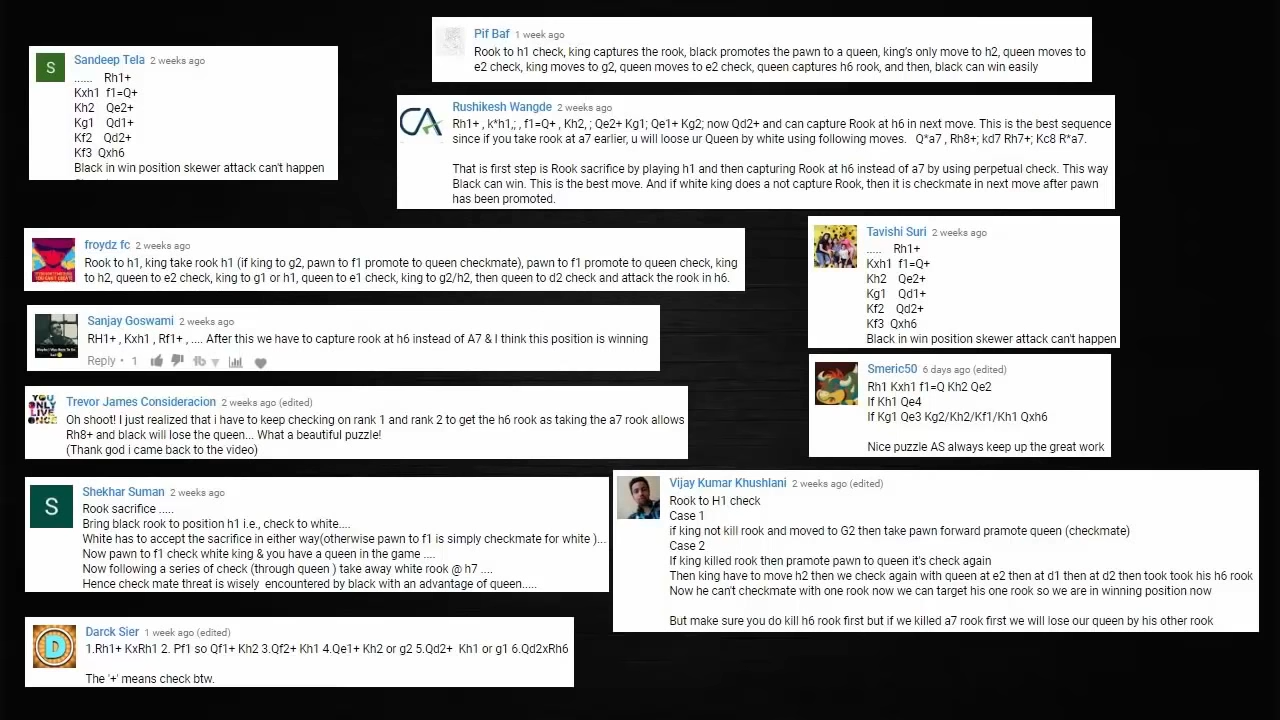 Sandeep Tela 2 weeks ago
...... Rh1+
Kxh1 f1=Q+
Kh2 Qe2+
Kg1 Qd1+
Kf2 Qd2+
Kf3 Qxh6
Black in win position skewer attack can't happen
Pif Baf 1 week ago
Rook to h1 check, king captures the rook, black promotes the pawn to a queen, king's only move to h2, queen moves to
e2 check, king moves to g2, queen moves to e2 check, queen captures h6 rook, and then, black can win easily
CA
Rushikesh Wangde 2 weeks ago
Rh1+ , k*h1,;, f1=Q+ , Kh2, ; Qe2+ Kg1; Qe1+ Kg2; now Qd2+ and can capture Rook at h6 in next move. This is the best sequence
since if you take rook at a7 earlier, u will loose ur Queen by white using following moves. Q*a7 , Rh8+; kd7 Rh7+; Kc8 R*a7.
That is first step is Rook sacrifice by playing h1 and then capturing Rook at h6 instead of a7 by using perpetual check. This way
Black can win. This is the best move. And if white king does a not capture Rook, then it is checkmate in next move after pawn
has been promoted.
froydz fc 2 weeks ago
Rook to h1, king take rook h1 (if king to g2, pawn to f1 promote to queen checkmate), pawn to f1 promote to queen check, king
to h2, queen to e2 check, king to g1 or h1, queen to e1 check, king to g2/h2, then queen to d2 check and attack the rook in h6.
Tavishi Suri 2 weeks ago
..... Rh1+
Kxh1 f1=Q+
Kh2 Qe2+
Kg1 Qd1+
Kf2 Qd2+
Kf3 Qxh6
Black in win position skewer attack can't happen
Sanjay Goswami 2 weeks ago
RH1+ , Kxh1 , Rf1+ , .... After this we have to capture rook at h6 instead of A7 & I think this position is winning
Reply • 1
Smeric50 6 days ago (edited)
Rh1 Kxh1 f1=Q Kh2 Qe2
If Kh1 Qe4
If Kg1 Qe3 Kg2/Kh2/Kf1/Kh1 Qxh6
Nice puzzle AS always keep up the great work
YOU
ONLY
LIVE
ONCE
Trevor James Consideration 2 weeks ago (edited)
Oh shoot! I just realized that i have to keep checking on rank 1 and rank 2 to get the h6 rook as taking the a7 rook allows
Rh8+ and black will lose the queen... What a beautiful puzzle!
(Thank god i came back to the video)
S
Shekhar Suman 2 weeks ago
Rook sacrifice .....
Bring black rook to position h1 i.e., check to white....
White has to accept the sacrifice in either way(otherwise pawn to f1 is simply checkmate for white )...
Now pawn to f1 check white king & you have a queen in the game ....
Now following a series of check (through queen ) take away white rook @ h7 ....
Hence check mate threat is wisely encountered by black with an advantage of queen.....
Vijay Kumar Khushlani 2 weeks ago (edited)
Rook to H1 check
Case 1
if king not kill rook and moved to G2 then take pawn forward pramote queen (checkmate)
Case 2
If king killed rook then pramote pawn to queen it's check again
Then king have to move h2 then we check again with queen at e2 then at d1 then at d2 then took took his h6 rook
Now he can't checkmate with one rook now we can target his one rook so we are in winning position now
But make sure you do kill h6 rook first but if we killed a7 rook first we will lose our queen by his other rook
D
Darck Sier 1 week ago (edited)
1.Rh1+ KxRh1 2. Pf1 so Qf1+ Kh2 3.Qf2+ Kh1 4.Qe1+ Kh2 or g2 5.Qd2+ Kh1 or g1 6.Qd2xRh6
The '+' means check btw.